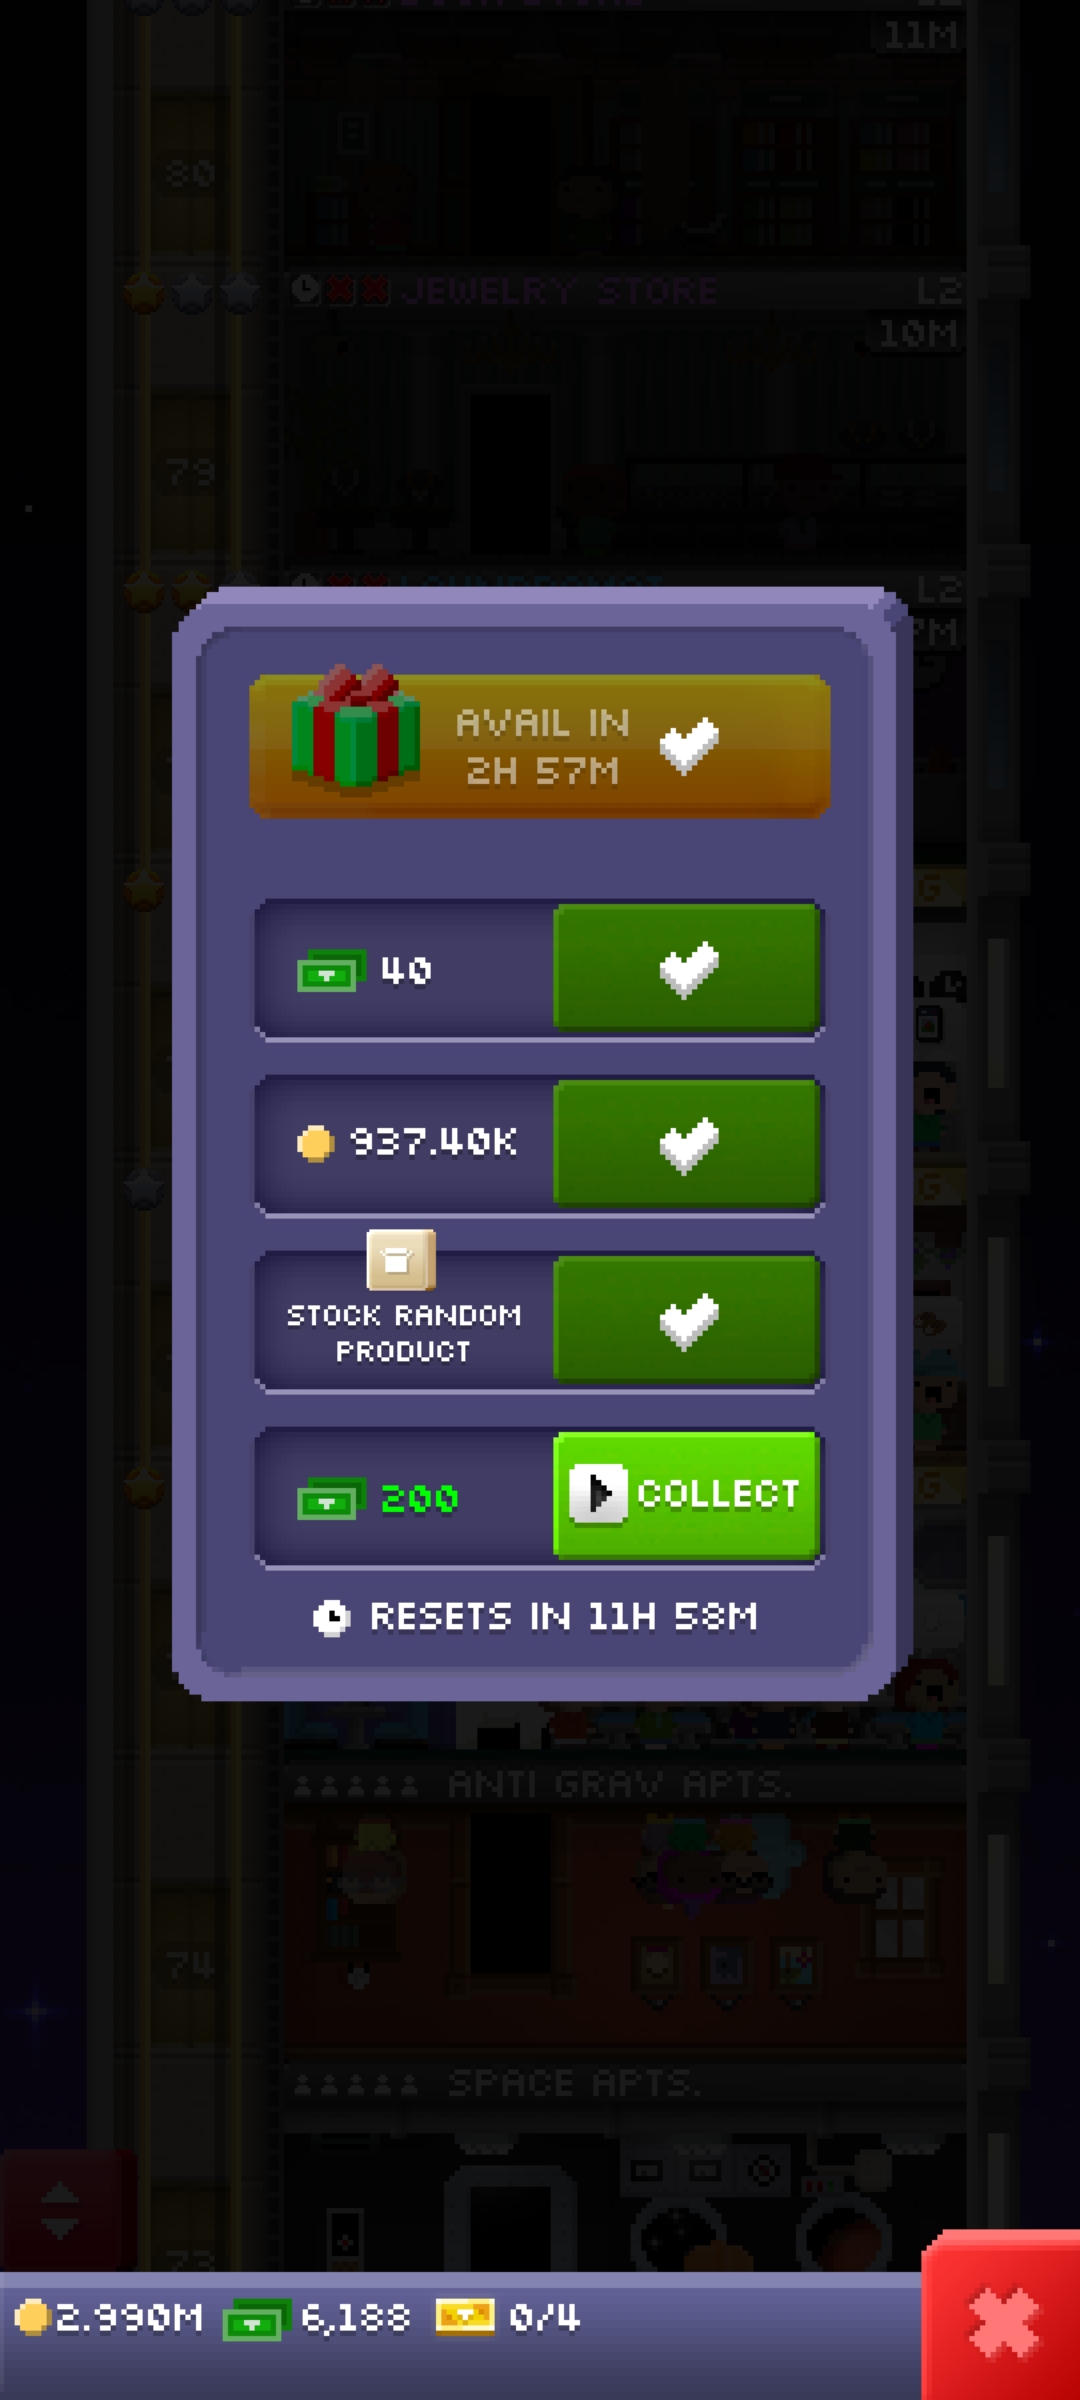 11M
80
JEWELRY STORE
L2
10M
79
L2
AVAIL IN
2H 57M
G
40
937.40K
G
STOCK RANDOM
PRODUCT
200
COLLECT
G
RESETS IN 11H 58M
ANTI GRAV APTS.
74
SPACE APTS.
73
2.990M
6,188
0/4